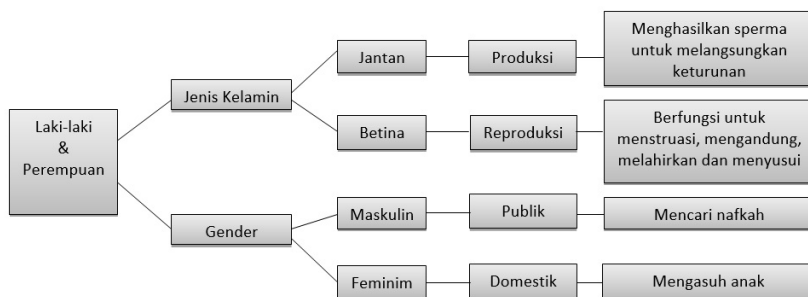 Laki-laki
&
Perempuan
Jenis Kelamin
Jantan
Produksi
Menghasilkan sperma
untuk melangsungkan
keturunan
Betina
Reproduksi
Berfungsi untuk
menstruasi, mengandung,
melahirkan dan menyusui
Gender
Maskulin
Publik
Mencari nafkah
Feminim
Domestik
Mengasuh anak